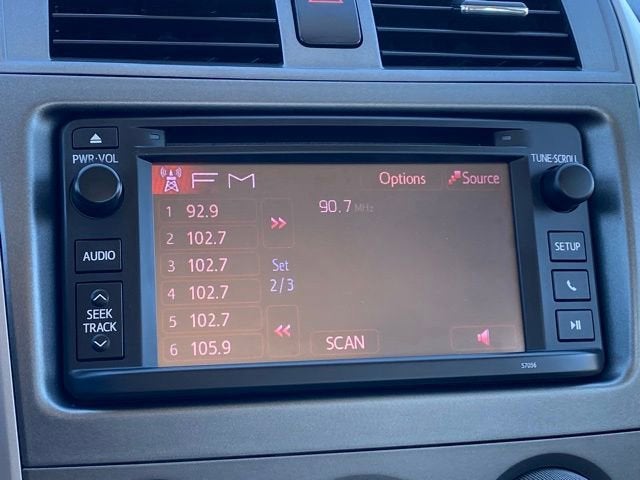 PWR·VOL
TUNE·SCROLL
FM
Options
Source
1 92.9
90.7 MHz
2 102.7
3 102.7
Set
2/3
4 102.7
5 102.7
6 105.9
SCAN
AUDIO
SEEK
TRACK
SETUP
57056